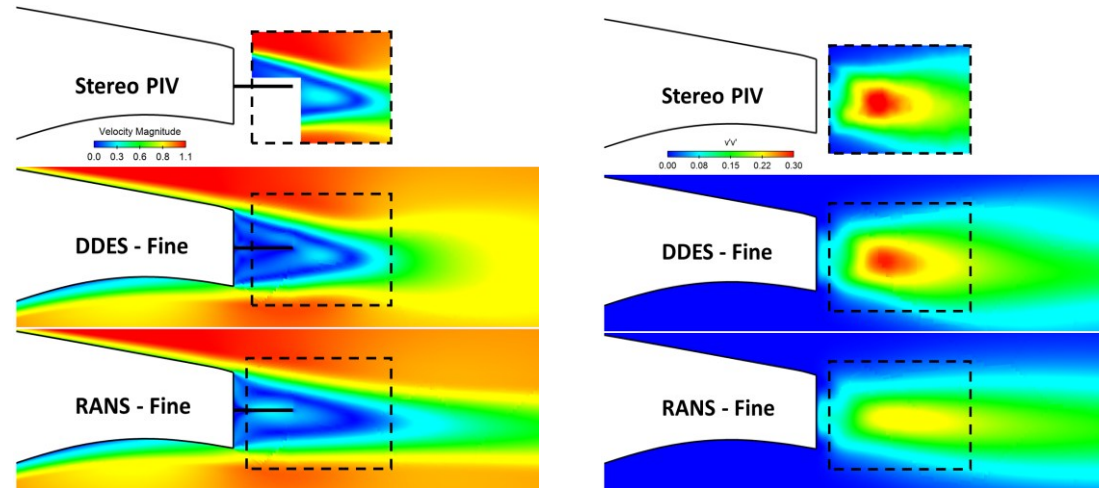 Stereo PIV
Velocity Magnitude
0.0 0.3 0.6 0.8 1.1
DDES - Fine
RANS - Fine
Stereo PIV
v'v'
0.00 0.08 0.15 0.22 0.30
DDES - Fine
RANS - Fine